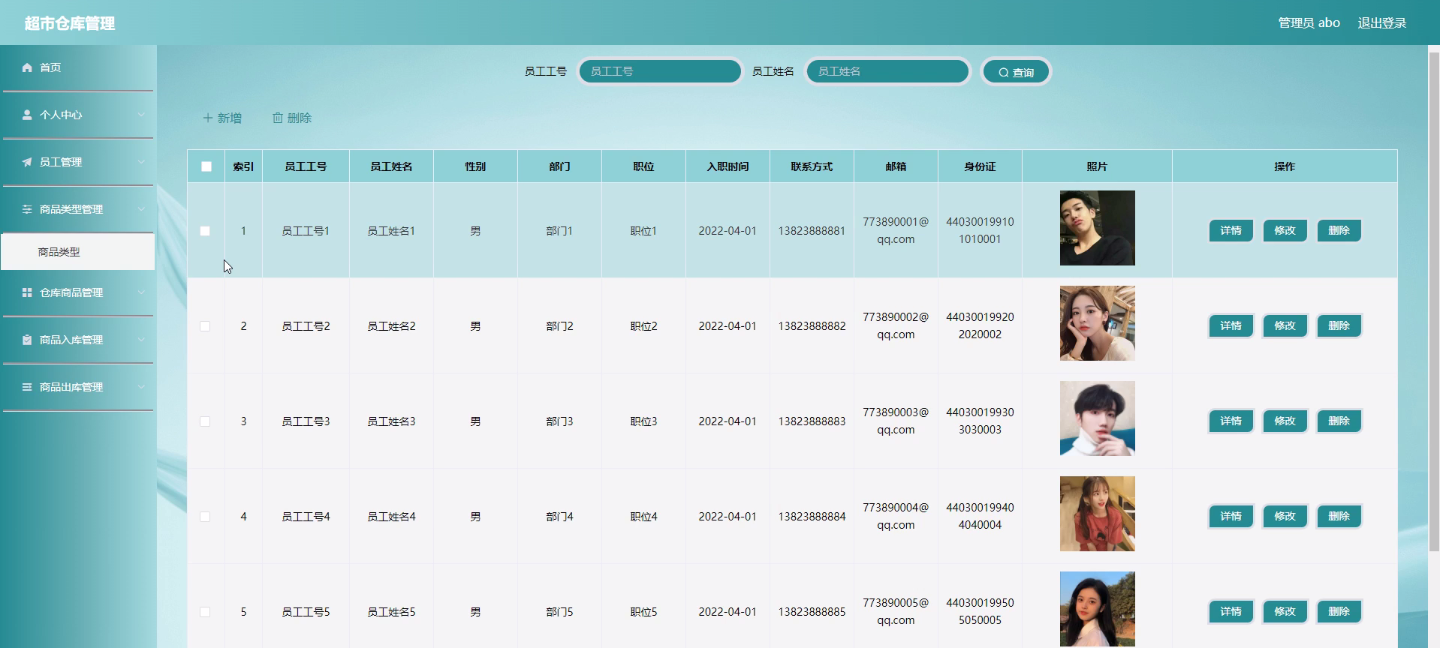 超市仓库管理
管理员 abo 退出登录
首页
个人中心
员工管理
商品类型管理
商品类型
仓库商品管理
商品入库管理
商品出库管理
员工工号 员工工号 员工姓名 员工姓名 查询
新增 删除
索引 员工工号 员工姓名 性别 部门 职位 入职时间 联系方式 邮箱 身份证 照片 操作
1 员工工号1 员工姓名1 男 部门1 职位1 2022-04-01 13823888881 773890001@ 44030019910 详情 修改 删除
qq.com 1010001
2 员工工号2 员工姓名2 男 部门2 职位2 2022-04-01 13823888882 773890002@ 44030019920 详情 修改 删除
qq.com 2020002
3 员工工号3 员工姓名3 男 部门3 职位3 2022-04-01 13823888883 773890003@ 44030019930 详情 修改 删除
qq.com 3030003
4 员工工号4 员工姓名4 男 部门4 职位4 2022-04-01 13823888884 773890004@ 44030019940 详情 修改 删除
qq.com 4040004
5 员工工号5 员工姓名5 男 部门5 职位5 2022-04-01 13823888885 773890005@ 44030019950 详情 修改 删除
qq.com 5050005